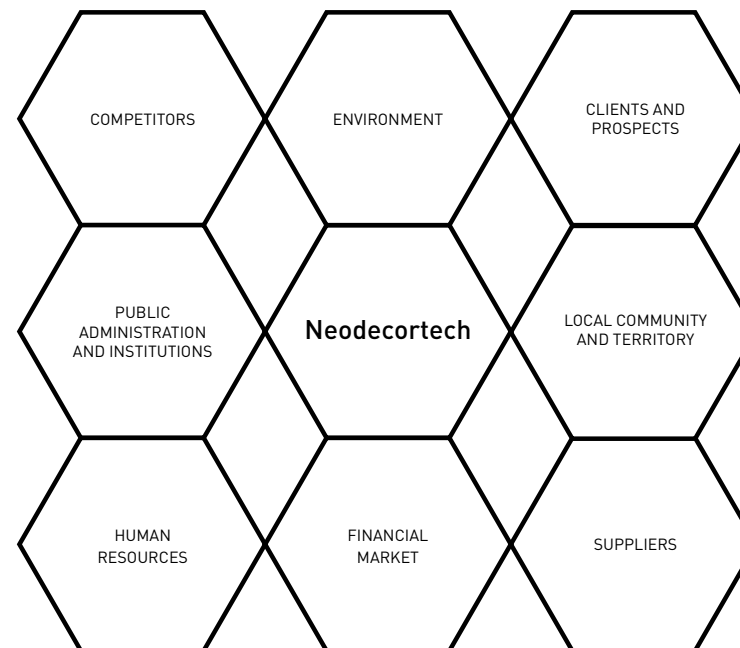 COMPETITORS
ENVIRONMENT
CLIENTS AND
PROSPECTS
PUBLIC
ADMINISTRATION
AND INSTITUTIONS
Neodecortech
LOCAL COMMUNITY
AND TERRITORY
HUMAN
RESOURCES
FINANCIAL
MARKET
SUPPLIERS